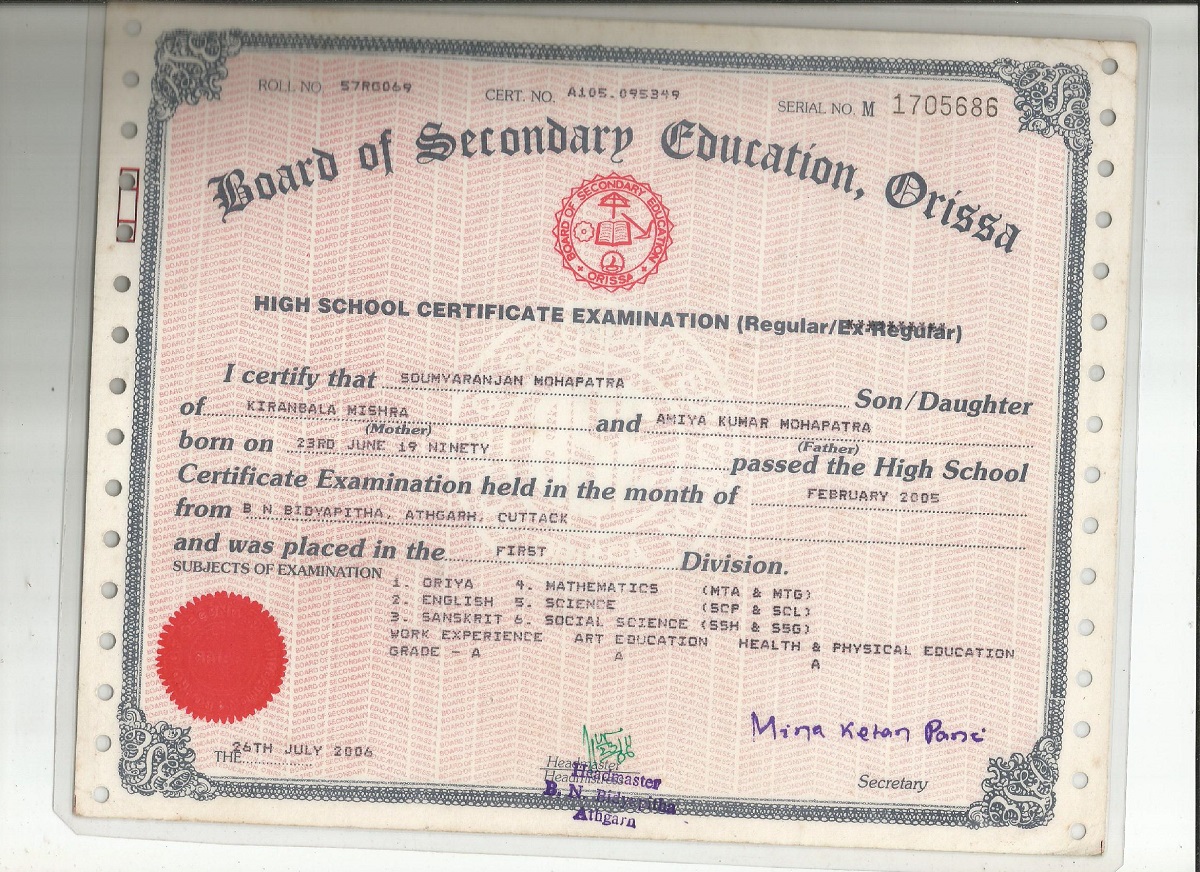 ROLL NO. 57RG069 CERT. NO. A105.095349 SERIAL NO. M 1705686
Board of Secondary Education, Orissa
BOARD OF SECONDARY EDUCATION
ORISSA
HIGH SCHOOL CERTIFICATE EXAMINATION (Regular/Ex-Regular)
I certify that SOUMYARANJAN MOHAPATRA Son/Daughter
of KIRANBALA MISHRA and AMIYA KUMAR MOHAPATRA
(Mother) (Father)
born on 23RD JUNE 19 NINETY passed the High School
Certificate Examination held in the month of FEBRUARY 2005
from B N BIDYAPITHA, ATHGARH, CUTTACK
and was placed in the FIRST Division.
SUBJECTS OF EXAMINATION
1. ORIYA 4. MATHEMATICS (MTA & MTG)
2. ENGLISH 5. SCIENCE (SCP & SCL)
3. SANSKRIT 6. SOCIAL SCIENCE (SSH & SSG)
WORK EXPERIENCE ART EDUCATION HEALTH & PHYSICAL EDUCATION
GRADE - A A A
Mina Ketan Pani
THE 26TH JULY 2006
Headmaster
Headmistress
Secretary
Headmaster
B. N. Bidyapitha
Athgarh